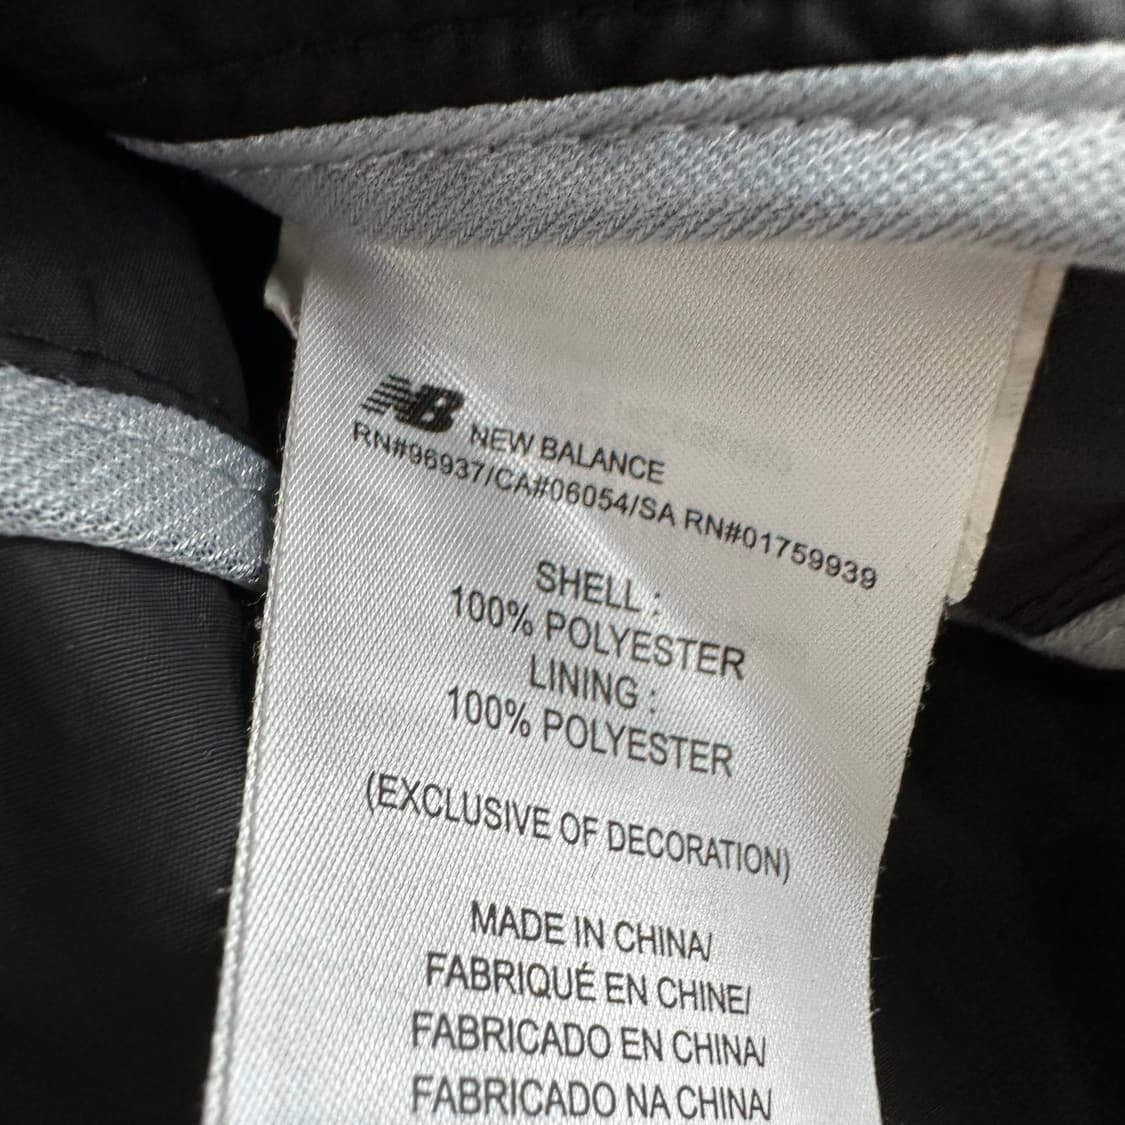 NB NEW BALANCE
RN#96937/CA#06054/SA RN#01759939
SHELL :
100% POLYESTER
LINING :
100% POLYESTER
(EXCLUSIVE OF DECORATION)
MADE IN CHINA/
FABRIQUÉ EN CHINE/
FABRICADO EN CHINA/
FABRICADO NA CHINA/